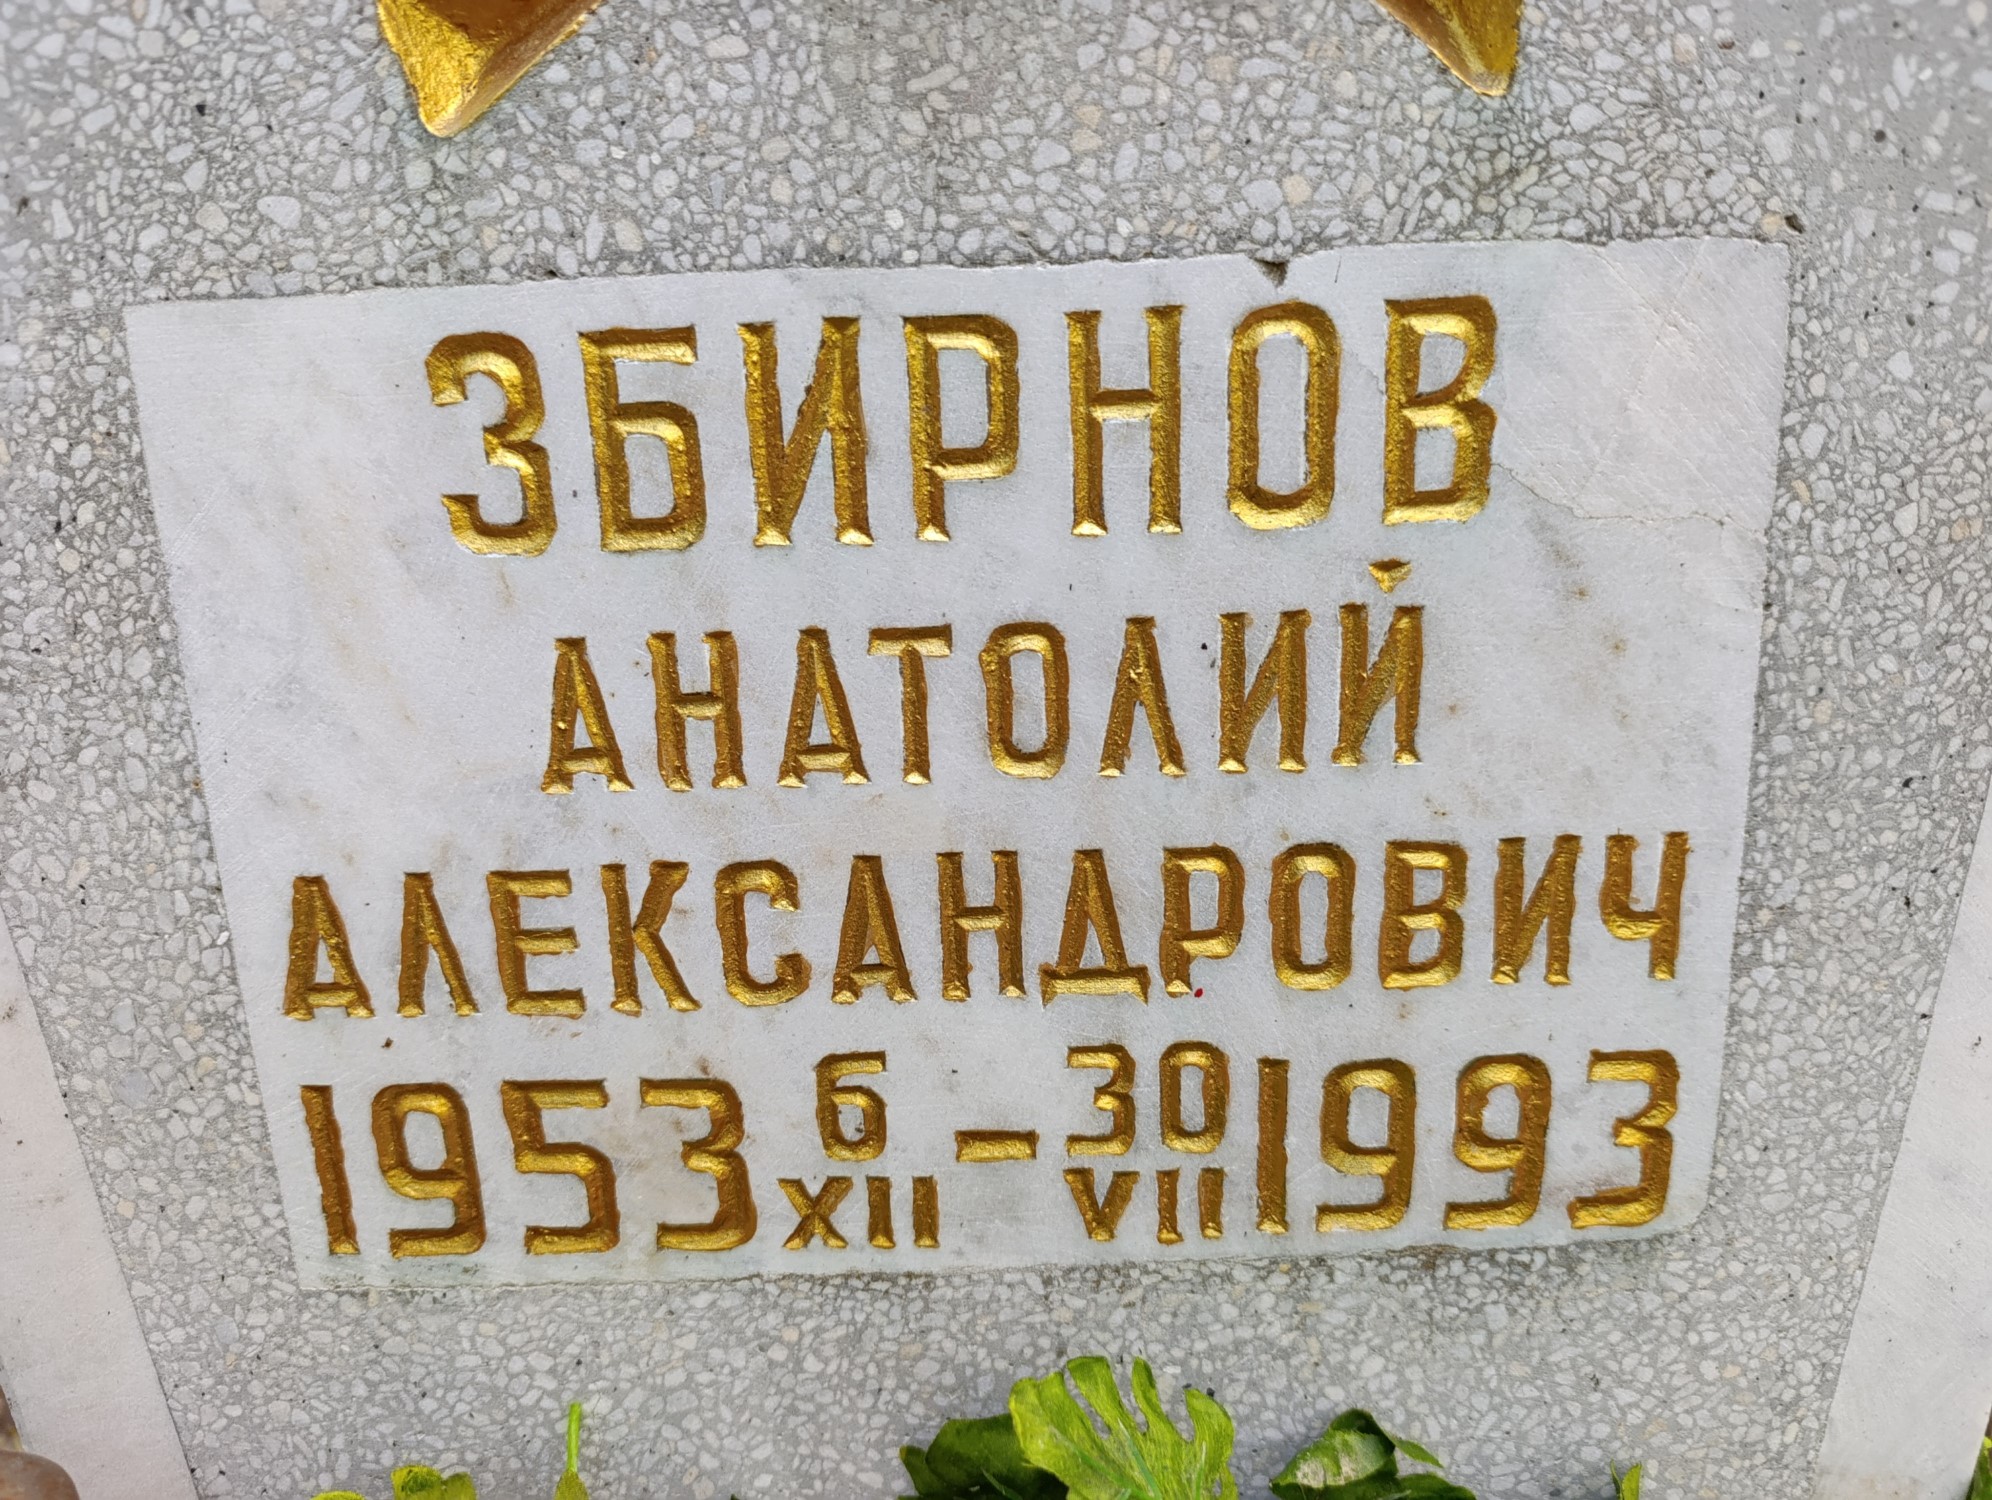 ЗБИРНОВ
АНАТОЛИЙ
АЛЕКСАНДРОВИЧ
1953 6/XII – 30/VII 1993